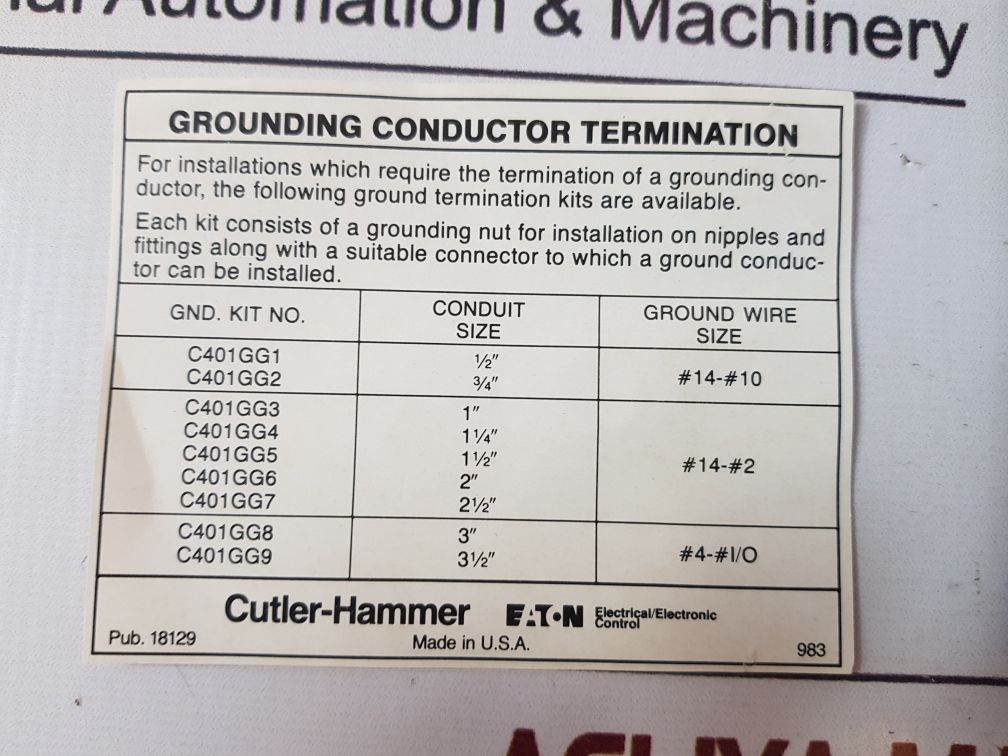 Automation & Machinery
GROUNDING CONDUCTOR TERMINATION
For installations which require the termination of a grounding con-
ductor, the following ground termination kits are available.
Each kit consists of a grounding nut for installation on nipples and
fittings along with a suitable connector to which a ground conduc-
tor can be installed.
GND. KIT NO. CONDUIT SIZE GROUND WIRE SIZE
C401GG1 ½"
C401GG2 ¾" #14-#10
C401GG3 1"
C401GG4 1¼"
C401GG5 1½" #14-#2
C401GG6 2"
C401GG7 2½"
C401GG8 3"
C401GG9 3½" #4-#I/O
Cutler-Hammer EATON Electrical/Electronic Control
Pub. 18129 Made in U.S.A. 983